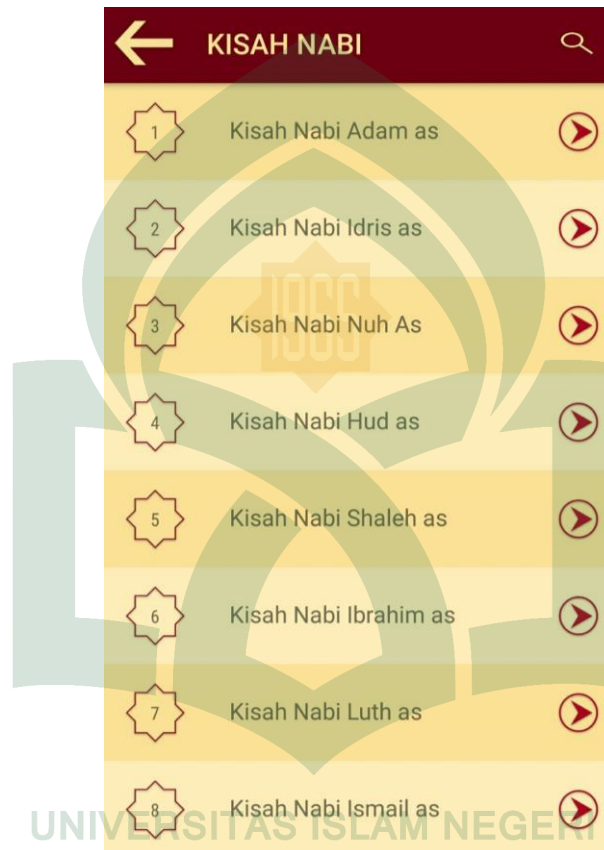 KISAH NABI
1 Kisah Nabi Adam as
2 Kisah Nabi Idris as
1965
3 Kisah Nabi Nuh As
4 Kisah Nabi Hud as
5 Kisah Nabi Shaleh as
6 Kisah Nabi Ibrahim as
7 Kisah Nabi Luth as
8 Kisah Nabi Ismail as
UNIVERSITAS ISLAM NEGERI